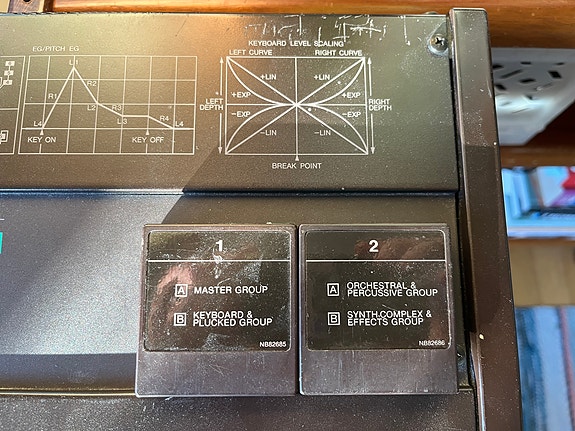 EG/PITCH EG
L1
R1
R2
L2
R3
L3
R4
L4
L4
KEY ON
KEY OFF
KEYBOARD LEVEL SCALING
LEFT CURVE
RIGHT CURVE
+LIN
+LIN
+EXP
+EXP
LEFT DEPTH
RIGHT DEPTH
−EXP
−EXP
−LIN
−LIN
BREAK POINT
1
A MASTER GROUP
B KEYBOARD &
PLUCKED GROUP
NB82685
2
A ORCHESTRAL &
PERCUSSIVE GROUP
B SYNTH.COMPLEX &
EFFECTS GROUP
NB82686